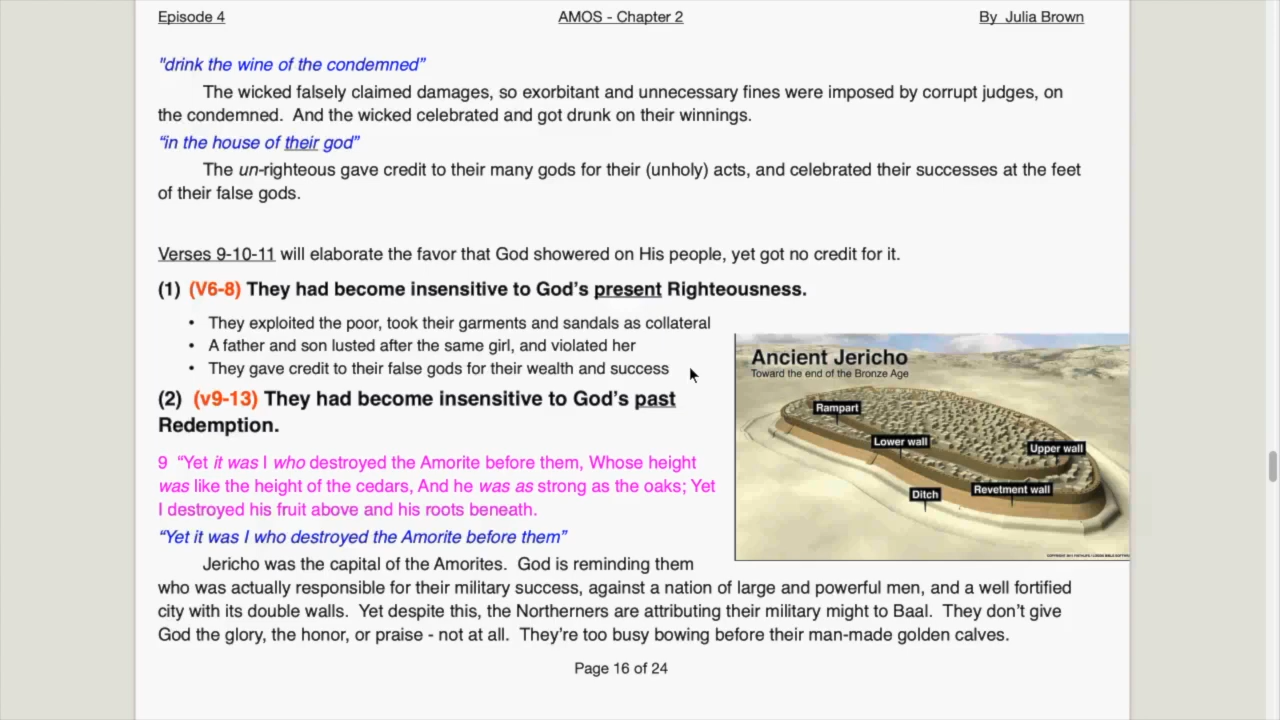 Episode 4
AMOS - Chapter 2
By Julia Brown
"drink the wine of the condemned”
The wicked falsely claimed damages, so exorbitant and unnecessary fines were imposed by corrupt judges, on
the condemned. And the wicked celebrated and got drunk on their winnings.
“in the house of their god”
The un-righteous gave credit to their many gods for their (unholy) acts, and celebrated their successes at the feet
of their false gods.
Verses 9-10-11 will elaborate the favor that God showered on His people, yet got no credit for it.
(1) (V6-8) They had become insensitive to God’s present Righteousness.
• They exploited the poor, took their garments and sandals as collateral
• A father and son lusted after the same girl, and violated her
• They gave credit to their false gods for their wealth and success
(2) (v9-13) They had become insensitive to God’s past
Redemption.
9 “Yet it was I who destroyed the Amorite before them, Whose height
was like the height of the cedars, And he was as strong as the oaks; Yet
I destroyed his fruit above and his roots beneath.
“Yet it was I who destroyed the Amorite before them”
Jericho was the capital of the Amorites. God is reminding them
who was actually responsible for their military success, against a nation of large and powerful men, and a well fortified
city with its double walls. Yet despite this, the Northerners are attributing their military might to Baal. They don’t give
God the glory, the honor, or praise - not at all. They’re too busy bowing before their man-made golden calves.
Ancient Jericho
Toward the end of the Bronze Age
Rampart
Lower wall
Upper wall
Ditch
Revetment wall
Page 16 of 24